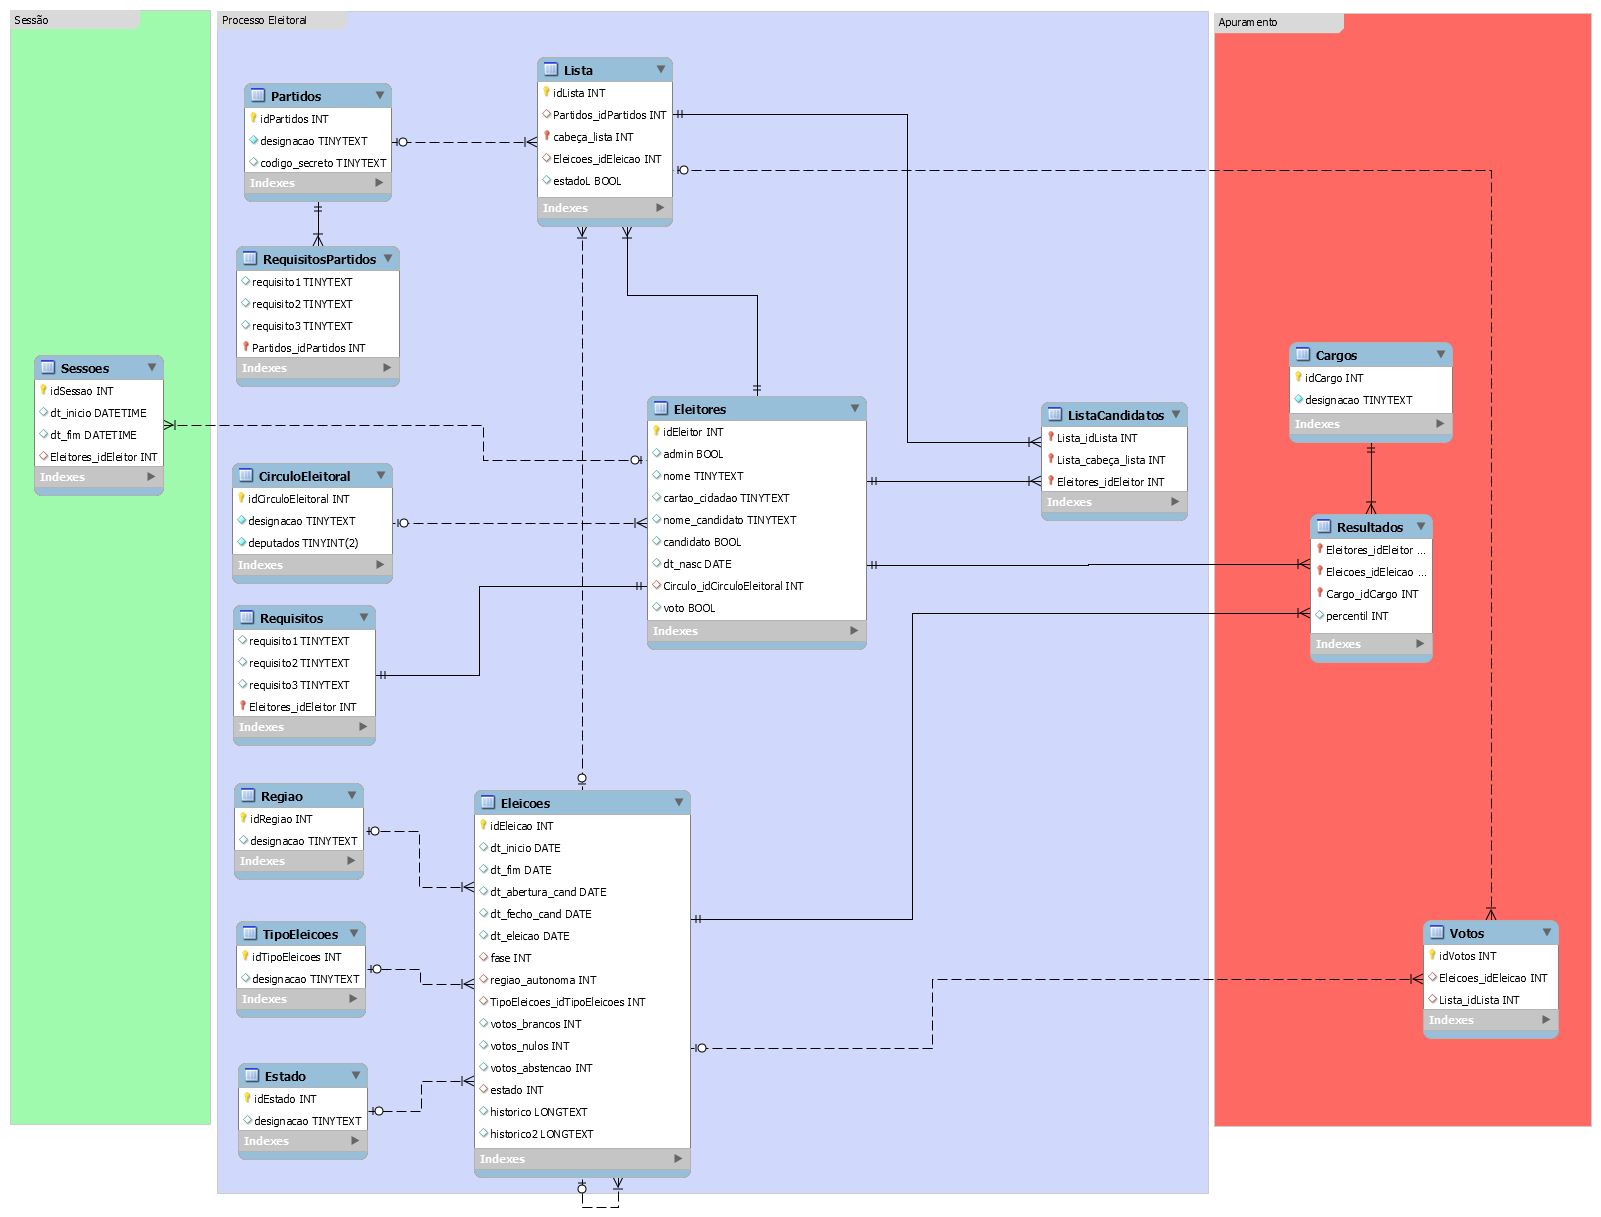 Sessão
Sessoes
idSessao INT
dt_inicio DATETIME
dt_fim DATETIME
Eleitores_idEleitor INT
Indexes
Processo Eleitoral
Partidos
idPartidos INT
designacao TINYTEXT
codigo_secreto TINYTEXT
Indexes
RequisitosPartidos
requisito1 TINYTEXT
requisito2 TINYTEXT
requisito3 TINYTEXT
Partidos_idPartidos INT
Indexes
Lista
idLista INT
Partidos_idPartidos INT
cabeça_lista INT
Eleicoes_idEleicao INT
estadoL BOOL
Indexes
CirculoEleitoral
idCirculoEleitoral INT
designacao TINYTEXT
deputados TINYINT(2)
Indexes
Requisitos
requisito1 TINYTEXT
requisito2 TINYTEXT
requisito3 TINYTEXT
Eleitores_idEleitor INT
Indexes
Eleitores
idEleitor INT
admin BOOL
nome TINYTEXT
cartao_cidadao TINYTEXT
nome_candidato TINYTEXT
candidato BOOL
dt_nasc DATE
Circulo_idCirculoEleitoral INT
voto BOOL
Indexes
ListaCandidatos
Lista_idLista INT
Lista_cabeça_lista INT
Eleitores_idEleitor INT
Indexes
Regiao
idRegiao INT
designacao TINYTEXT
Indexes
TipoEleicoes
idTipoEleicoes INT
designacao TINYTEXT
Indexes
Estado
idEstado INT
designacao TINYTEXT
Indexes
Eleicoes
idEleicao INT
dt_inicio DATE
dt_fim DATE
dt_abertura_cand DATE
dt_fecho_cand DATE
dt_eleicao DATE
fase INT
regiao_autonoma INT
TipoEleicoes_idTipoEleicoes INT
votos_brancos INT
votos_nulos INT
votos_abstencao INT
estado INT
historico LONGTEXT
historico2 LONGTEXT
Indexes
Apuramento
Cargos
idCargo INT
designacao TINYTEXT
Indexes
Resultados
Eleitores_idEleitor ...
Eleicoes_idEleicao ...
Cargo_idCargo INT
percentil INT
Indexes
Votos
idVotos INT
Eleicoes_idEleicao INT
Lista_idLista INT
Indexes